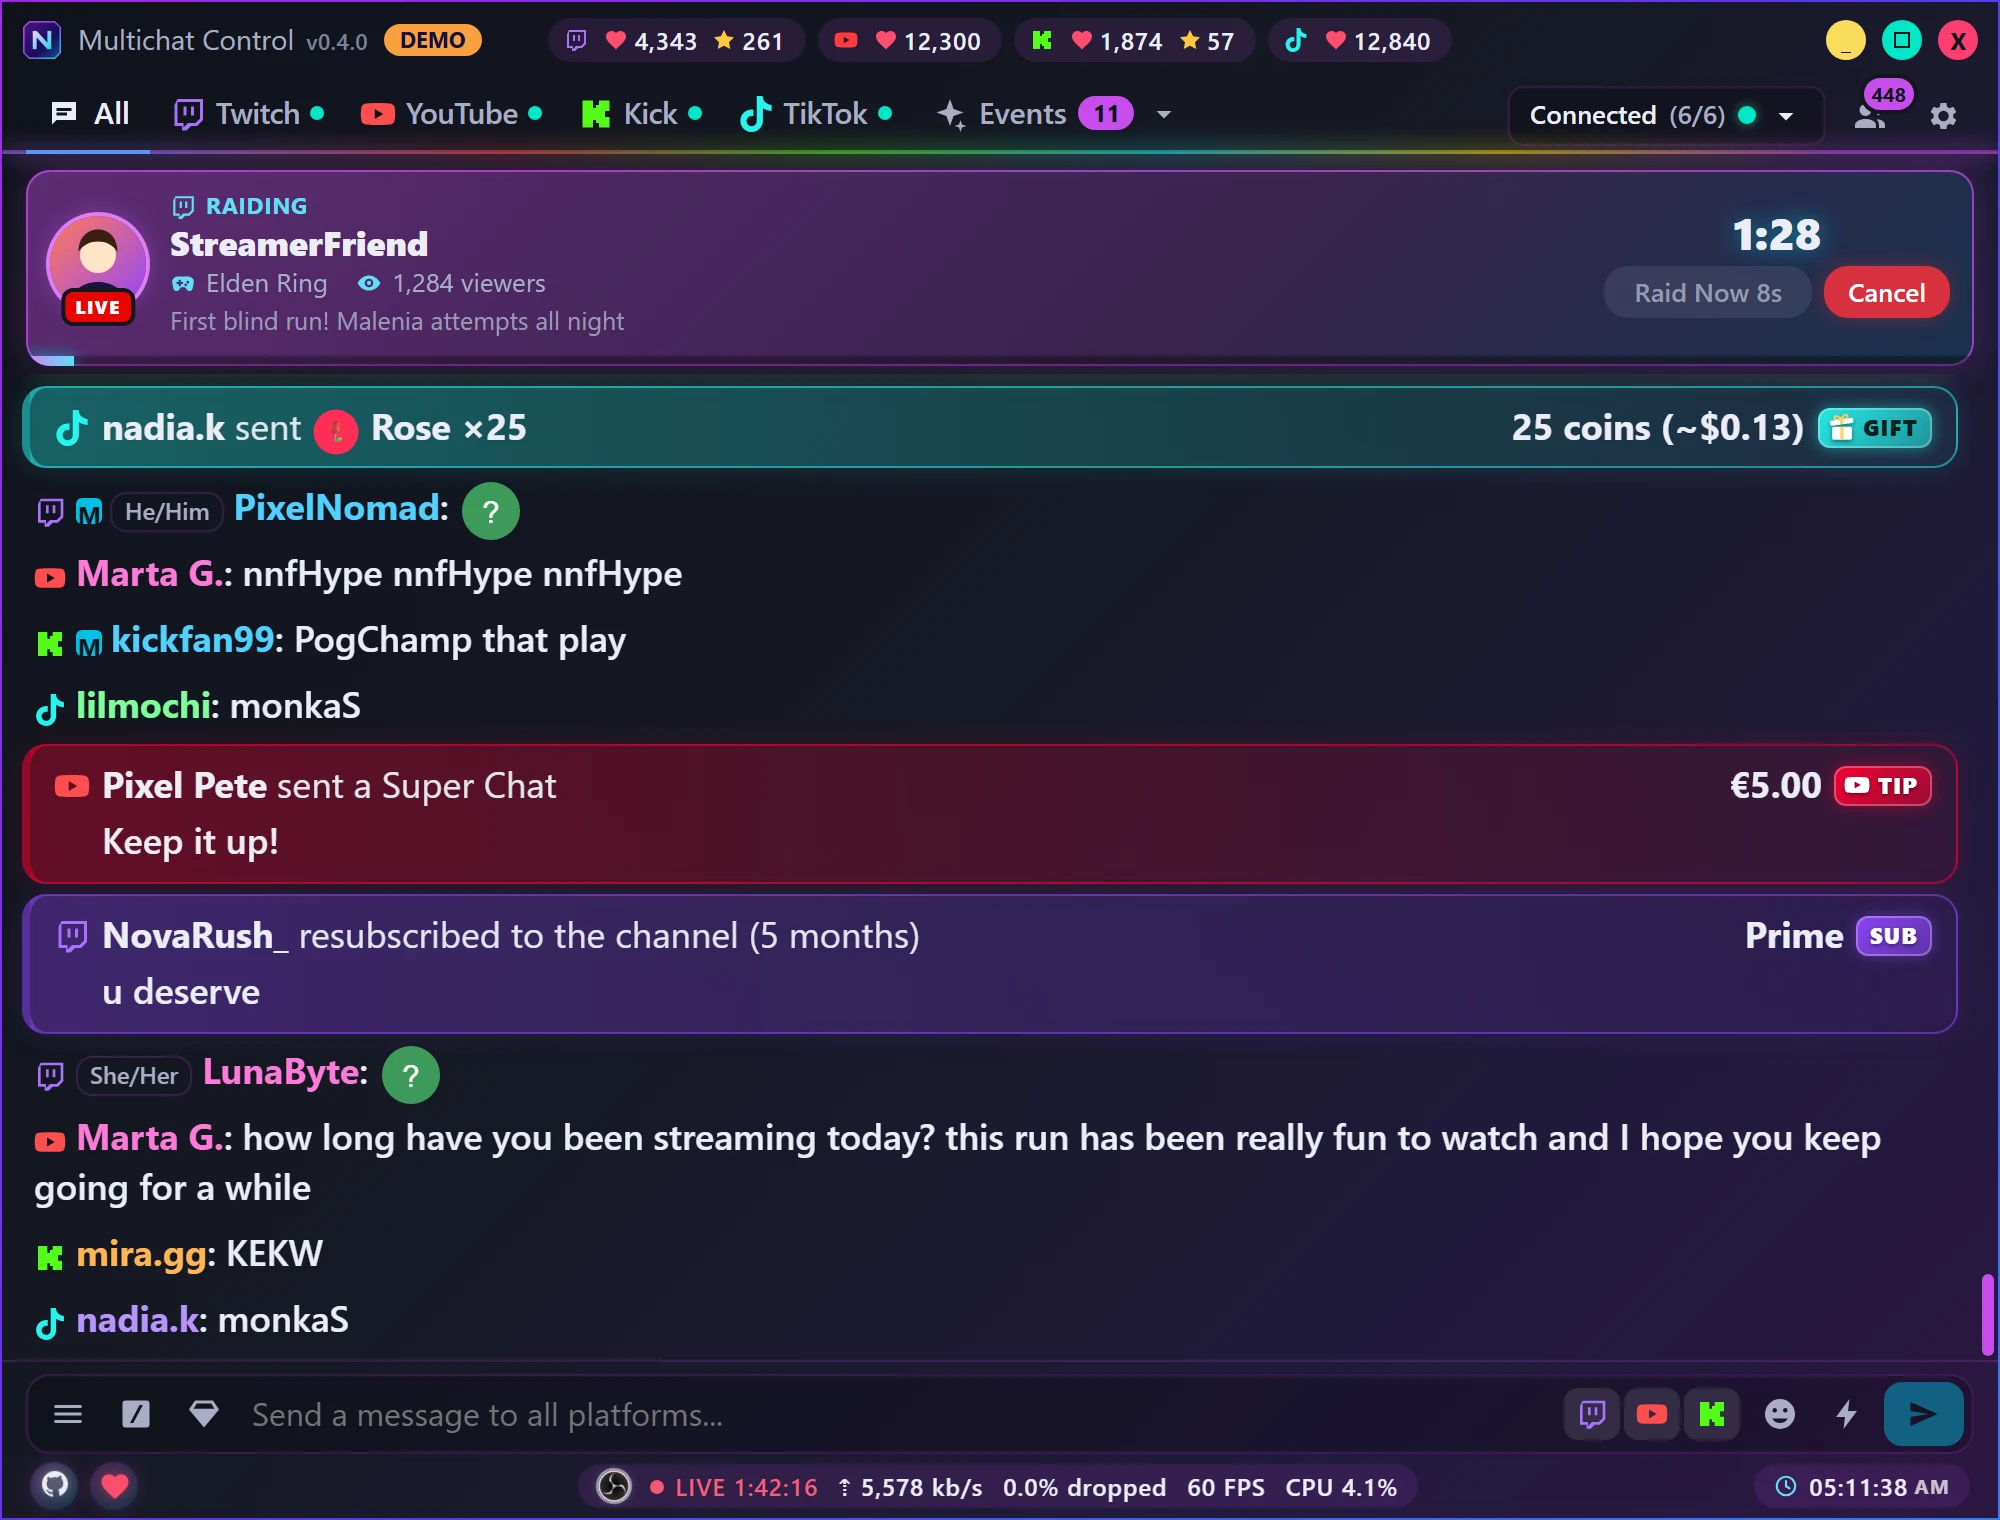 N Multichat Control v0.4.0 DEMO 4,343 261 12,300 1,874 57 12,840 _ X
All Twitch YouTube Kick TikTok Events 11 Connected (6/6) 448
RAIDING
StreamerFriend
Elden Ring 1,284 viewers
First blind run! Malenia attempts all night
LIVE
1:28
Raid Now 8s Cancel
nadia.k sent Rose ×25 25 coins (~$0.13) GIFT
M He/Him PixelNomad: ?
Marta G.: nnfHype nnfHype nnfHype
M kickfan99: PogChamp that play
lilmochi: monkaS
Pixel Pete sent a Super Chat €5.00 TIP
Keep it up!
NovaRush_ resubscribed to the channel (5 months) Prime SUB
u deserve
She/Her LunaByte: ?
Marta G.: how long have you been streaming today? this run has been really fun to watch and I hope you keep
going for a while
mira.gg: KEKW
nadia.k: monkaS
Send a message to all platforms...
LIVE 1:42:16 5,578 kb/s 0.0% dropped 60 FPS CPU 4.1% 05:11:38 AM